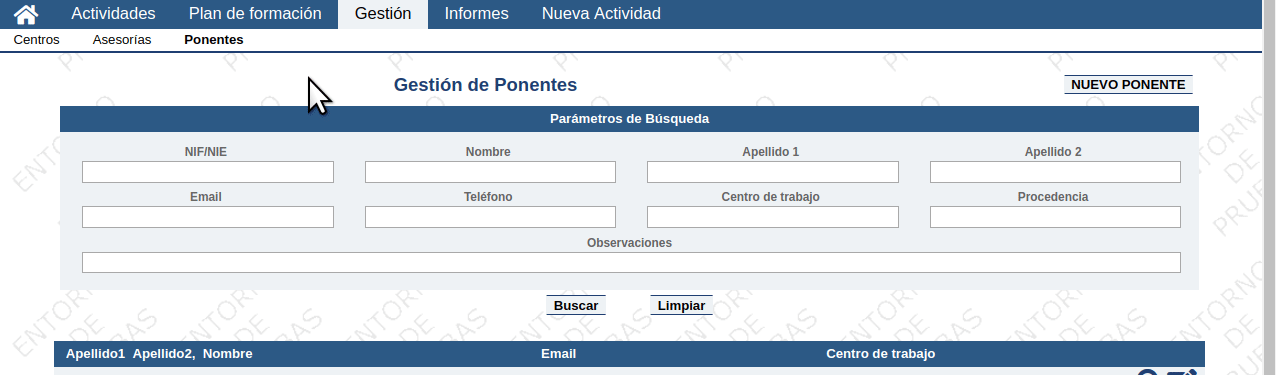 Actividades Plan de formación Gestión Informes Nueva Actividad
Centros Asesorías Ponentes
Gestión de Ponentes NUEVO PONENTE
Parámetros de Búsqueda
NIF/NIE Nombre Apellido 1 Apellido 2
Email Teléfono Centro de trabajo Procedencia
Observaciones
Buscar Limpiar
ENTORNO DE PRUEBAS
Apellido1 Apellido2, Nombre Email Centro de trabajo